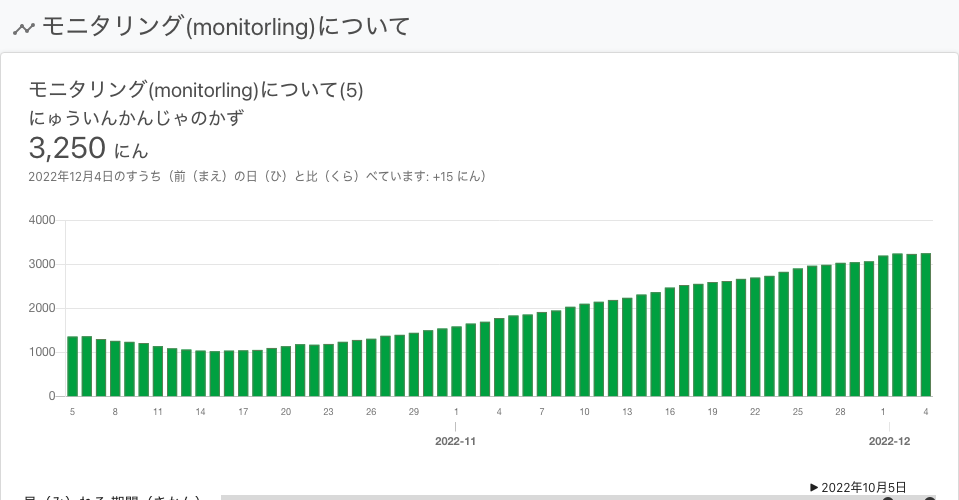 モニタリング(monitorling)について
モニタリング(monitorling)について(5)
にゅういんかんじゃのかず
3,250 にん
2022年12月4日のすうち（前（まえ）の日（ひ）と比（くら）べています: +15 にん）
4000
3000
2000
1000
0
5 8 11 14 17 20 23 26 29 1 4 7 10 13 16 19 22 25 28 1 4
2022-11 2022-12
2022年10月5日